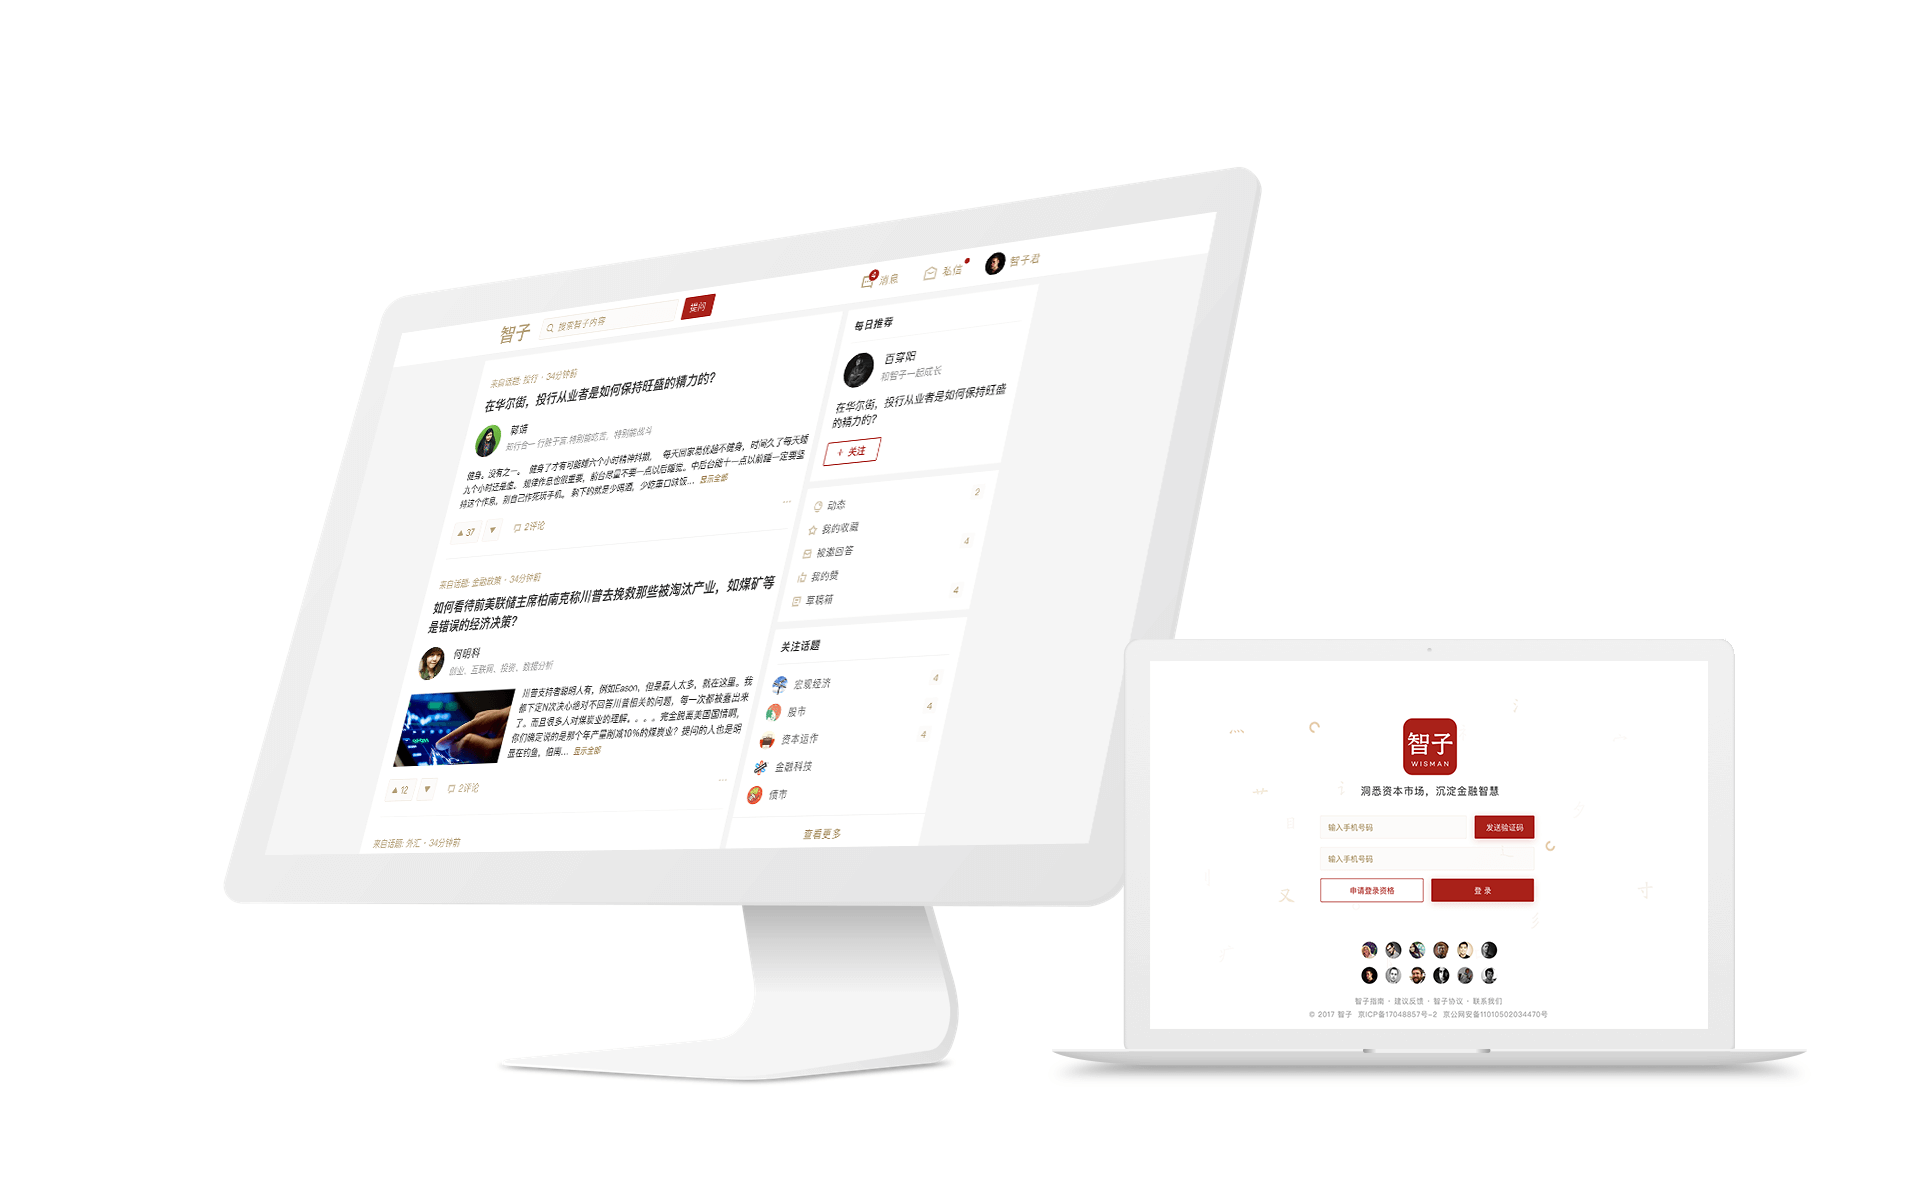 智子
搜索智子内容
提问
4
消息
私信
智子君
来自话题: 投行 · 34分钟前
在华尔街，投行从业者是如何保持旺盛的精力的？
郭靖
知行合一 行胜于言.特别能吃苦，特别能战斗
健身。没有之一。 健身了才有可能睡六个小时精神抖擞， 每天回家葛优趟不健身，时间久了每天睡
九个小时还是虚。 规律作息也很重要，前台尽量不要一点以后睡觉。中后台能十一点以前睡一定要坚
持这个作息，别自己作死玩手机。 剩下的就是少喝酒，少吃重口味饭... 显示全部
37
2评论
来自话题: 金融政策 · 34分钟前
如何看待前美联储主席柏南克称川普去挽救那些被淘汰产业，如煤矿等
是错误的经济决策？
何明科
创业、互联网、投资、数据分析
川普支持者聪明人有，例如Eason，但是蠢人太多，就在这里。我
都下定N次决心绝对不回答川普相关的问题，每一次都被蠢出来
了。而且很多人对煤炭业的理解。。。。完全脱离美国国情啊，
你们确定说的是那个年产量削减10%的煤炭业？提问的人也是明
显在钓鱼，伯南... 显示全部
12
2评论
来自话题: 外汇 · 34分钟前
每日推荐
百穿阳
和智子一起成长
在华尔街，投行从业者是如何保持旺盛
的精力的？
+ 关注
动态 2
我的收藏
被邀回答 4
我的赞
草稿箱 4
关注话题
宏观经济 4
股市 4
资本运作 4
金融科技
债市
查看更多
智子
WISMAN
洞悉资本市场，沉淀金融智慧
输入手机号码
发送验证码
输入手机号码
申请登录资格
登 录
智子指南 · 建议反馈 · 智子协议 · 联系我们
© 2017 智子 京ICP备17048857号-2 京公网安备11010502034470号